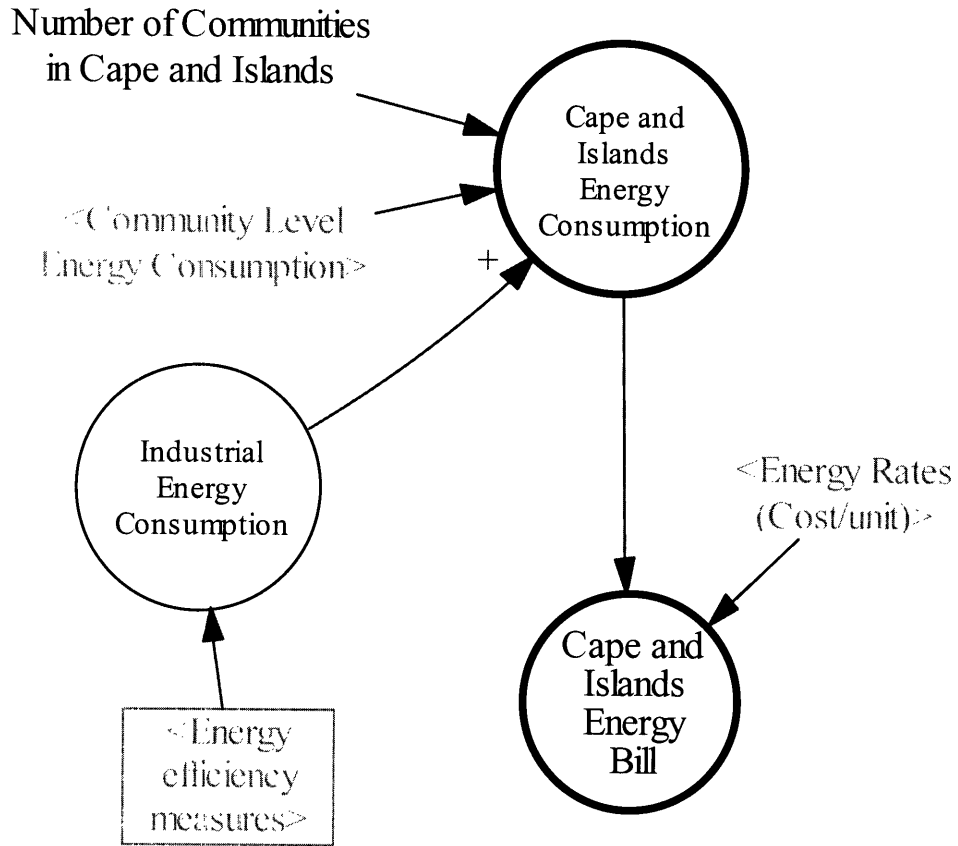 Number of Communities
in Cape and Islands
Cape and
Islands
Energy
Consumption
<Community Level
Energy Consumption>
+
Industrial
Energy
Consumption
<Energy Rates
(Cost/unit)>
Cape and
Islands
Energy
Bill
<Energy
efficiency
measures>